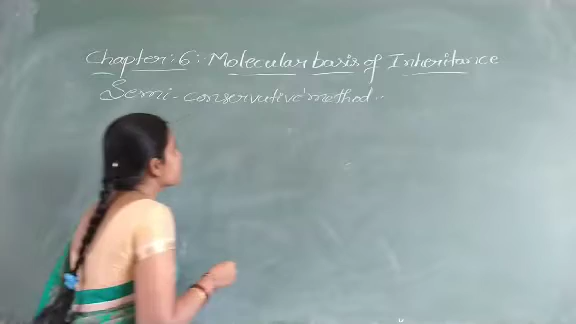 Chapter:6: Molecular basis of Inheritance
Semi-conservative method..